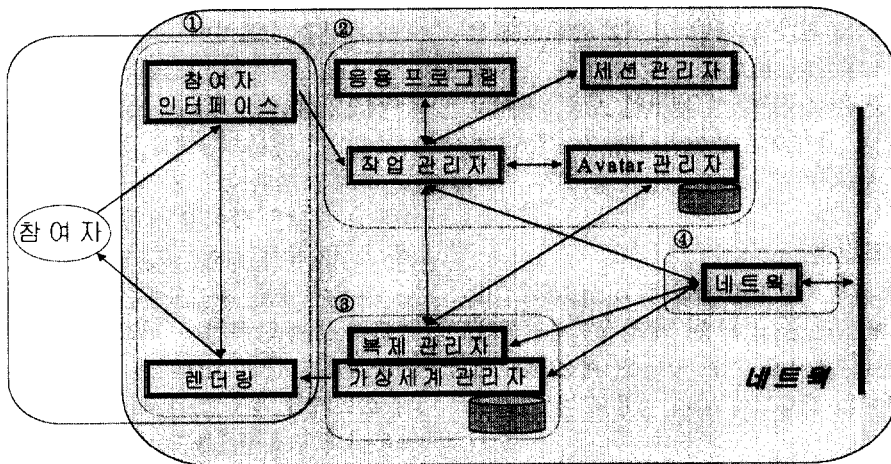 ①
참여자
인터페이스
참여자
렌더링
②
응용 프로그램
세션 관리자
작업 관리자
Avatar 관리자
③
복제 관리자
가상세계 관리자
④
네트웍
네트웍